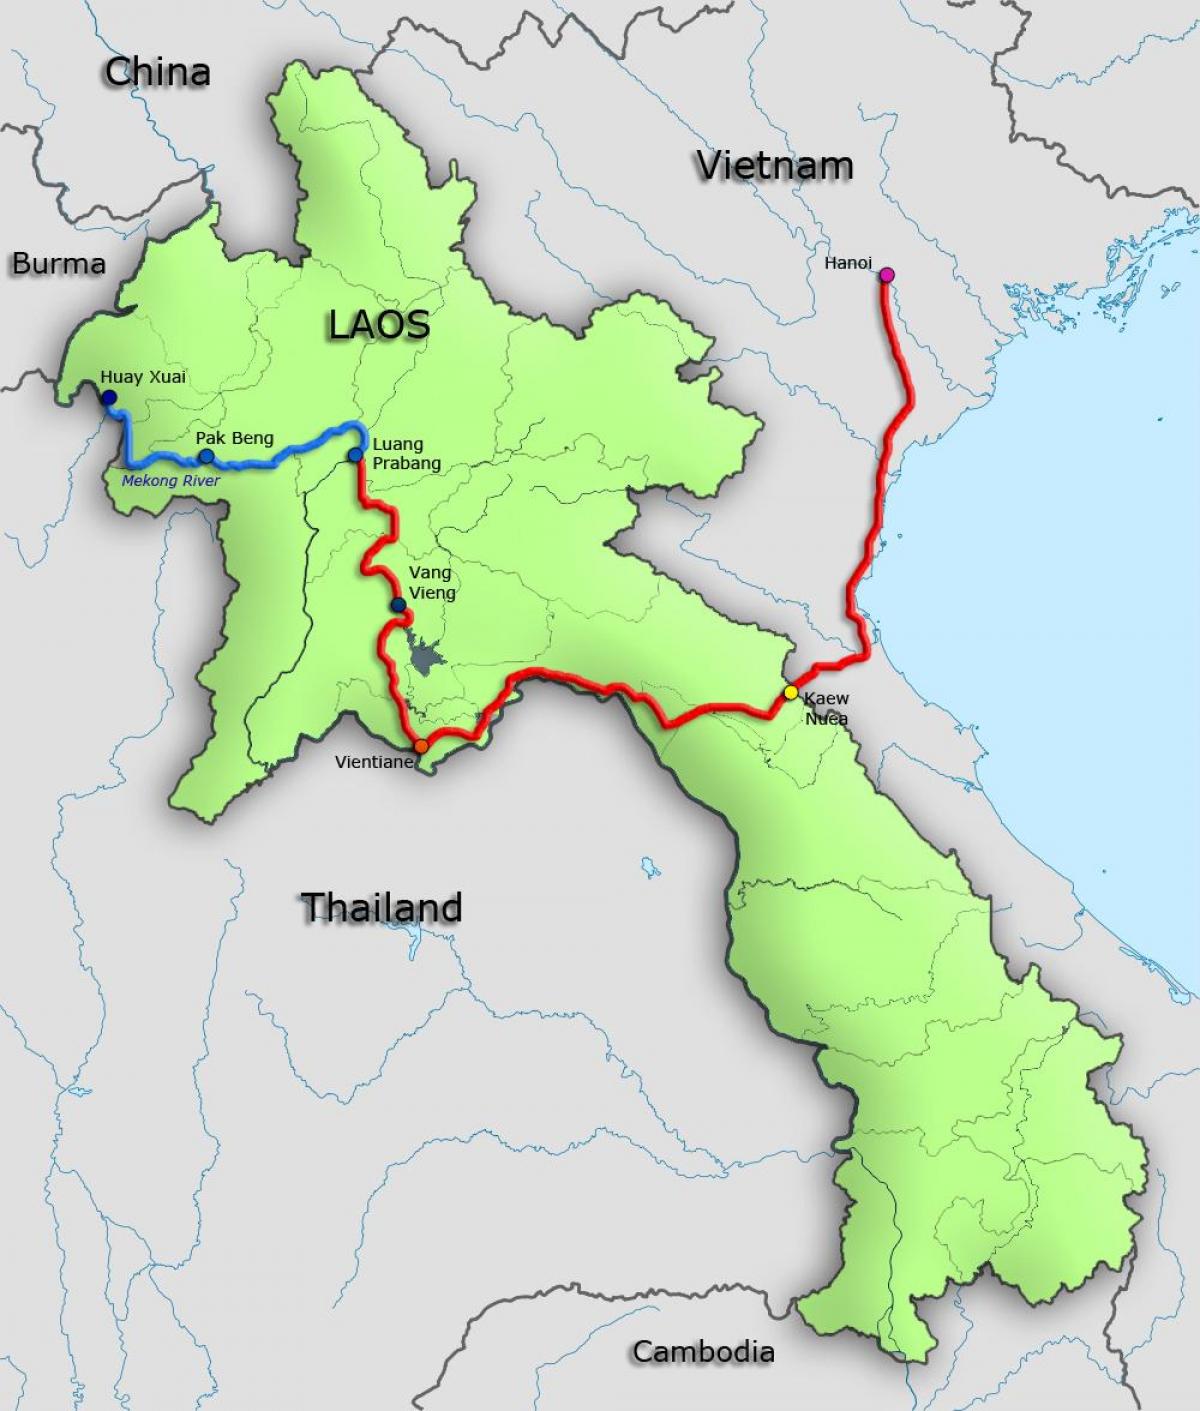 China
Vietnam
Burma
Hanoi
LAOS
Huay Xuai
Pak Beng
Luang
Prabang
Mekong River
Vang
Vieng
Kaew
Nuea
Vientiane
Thailand
Cambodia